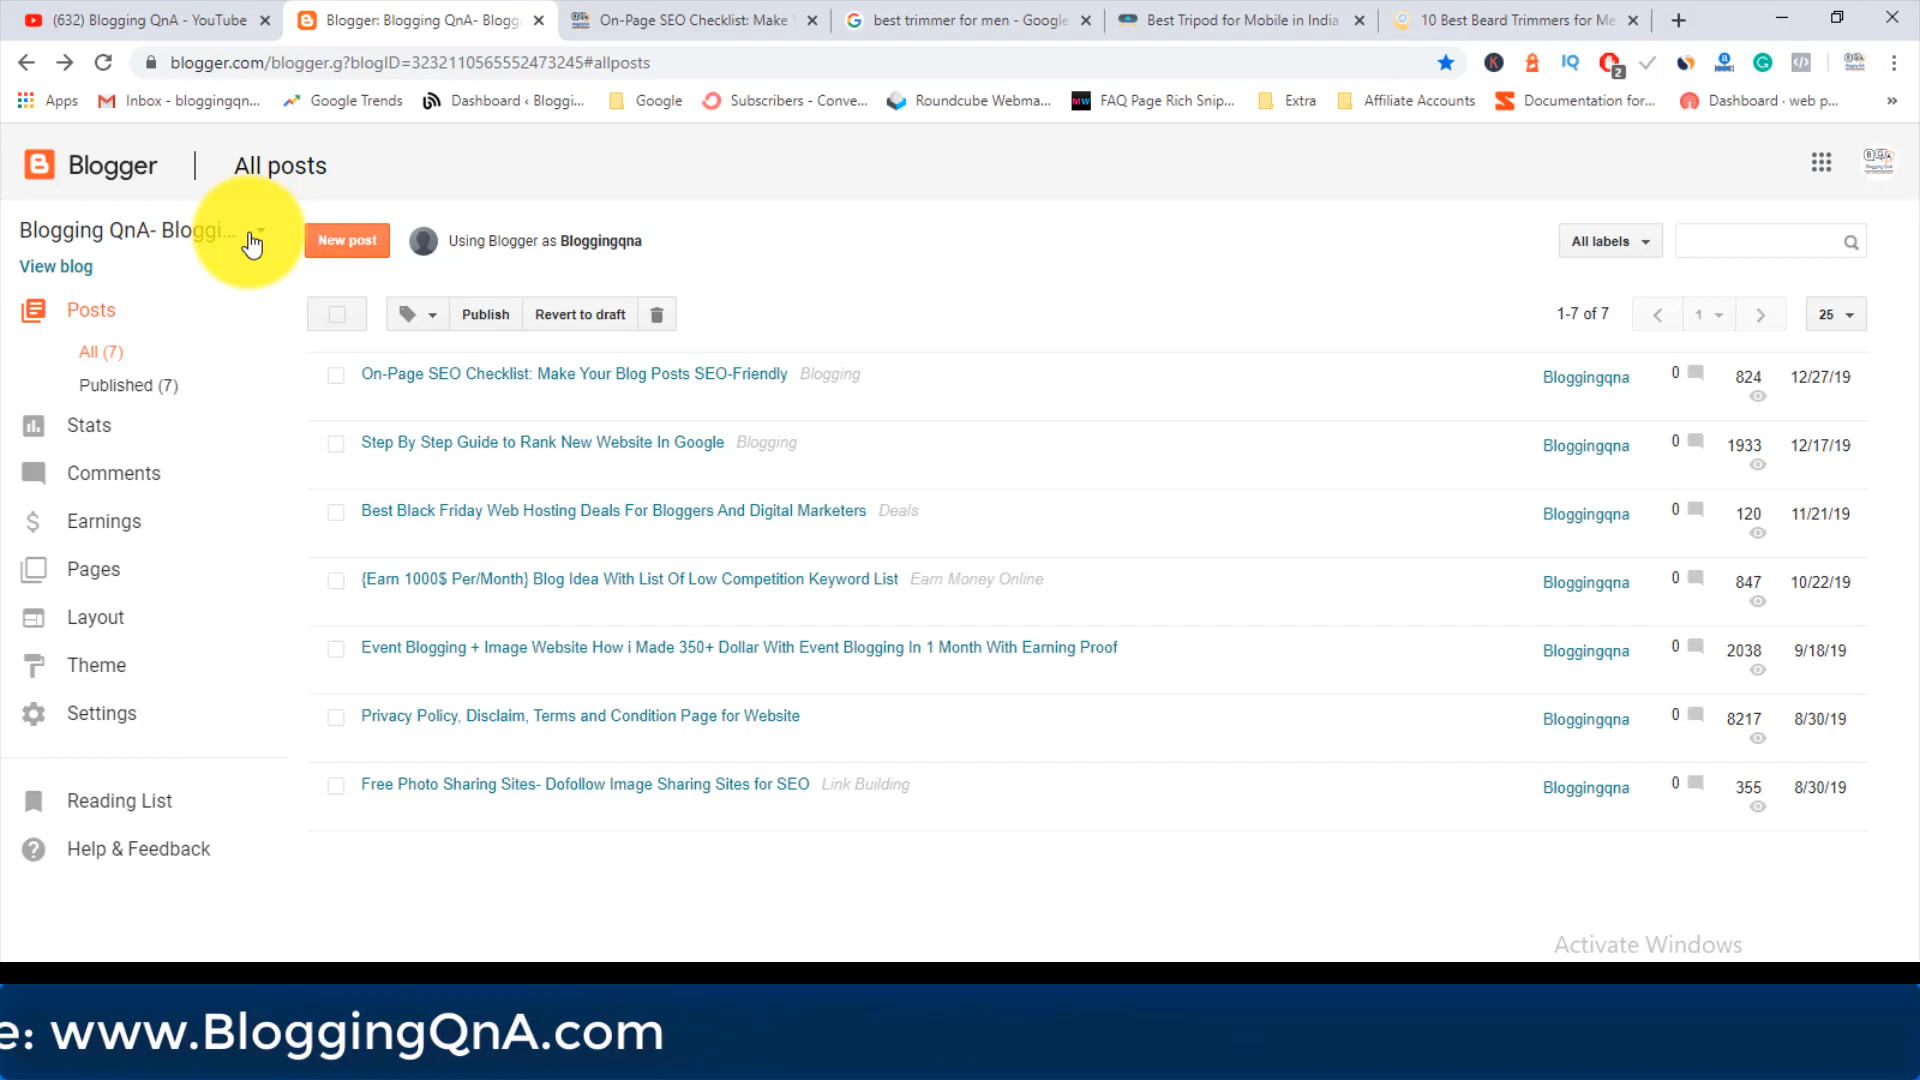 (632) Blogging QnA - YouTube
Blogger: Blogging QnA- Blogg
On-Page SEO Checklist: Make
best trimmer for men - Google
Best Tripod for Mobile in India
10 Best Beard Trimmers for Me
blogger.com/blogger.g?blogID=3232110565552473245#allposts
IQ
2
Apps
Inbox - bloggingqn...
Google Trends
Dashboard ‹ Bloggi...
Google
Subscribers - Conve...
Roundcube Webma...
MW
FAQ Page Rich Snip...
Extra
Affiliate Accounts
Documentation for...
Dashboard · web p...
»
Blogger
All posts
Blogging QnA- Bloggi...
View blog
New post
Using Blogger as Bloggingqna
All labels
Posts
All (7)
Published (7)
Stats
Comments
Earnings
Pages
Layout
Theme
Settings
Reading List
Help & Feedback
Publish
Revert to draft
1-7 of 7
1
25
On-Page SEO Checklist: Make Your Blog Posts SEO-Friendly Blogging Bloggingqna 0 824 12/27/19
Step By Step Guide to Rank New Website In Google Blogging Bloggingqna 0 1933 12/17/19
Best Black Friday Web Hosting Deals For Bloggers And Digital Marketers Deals Bloggingqna 0 120 11/21/19
{Earn 1000$ Per/Month} Blog Idea With List Of Low Competition Keyword List Earn Money Online Bloggingqna 0 847 10/22/19
Event Blogging + Image Website How i Made 350+ Dollar With Event Blogging In 1 Month With Earning Proof Bloggingqna 0 2038 9/18/19
Privacy Policy, Disclaim, Terms and Condition Page for Website Bloggingqna 0 8217 8/30/19
Free Photo Sharing Sites- Dofollow Image Sharing Sites for SEO Link Building Bloggingqna 0 355 8/30/19
Activate Windows
e: www.BloggingQnA.com